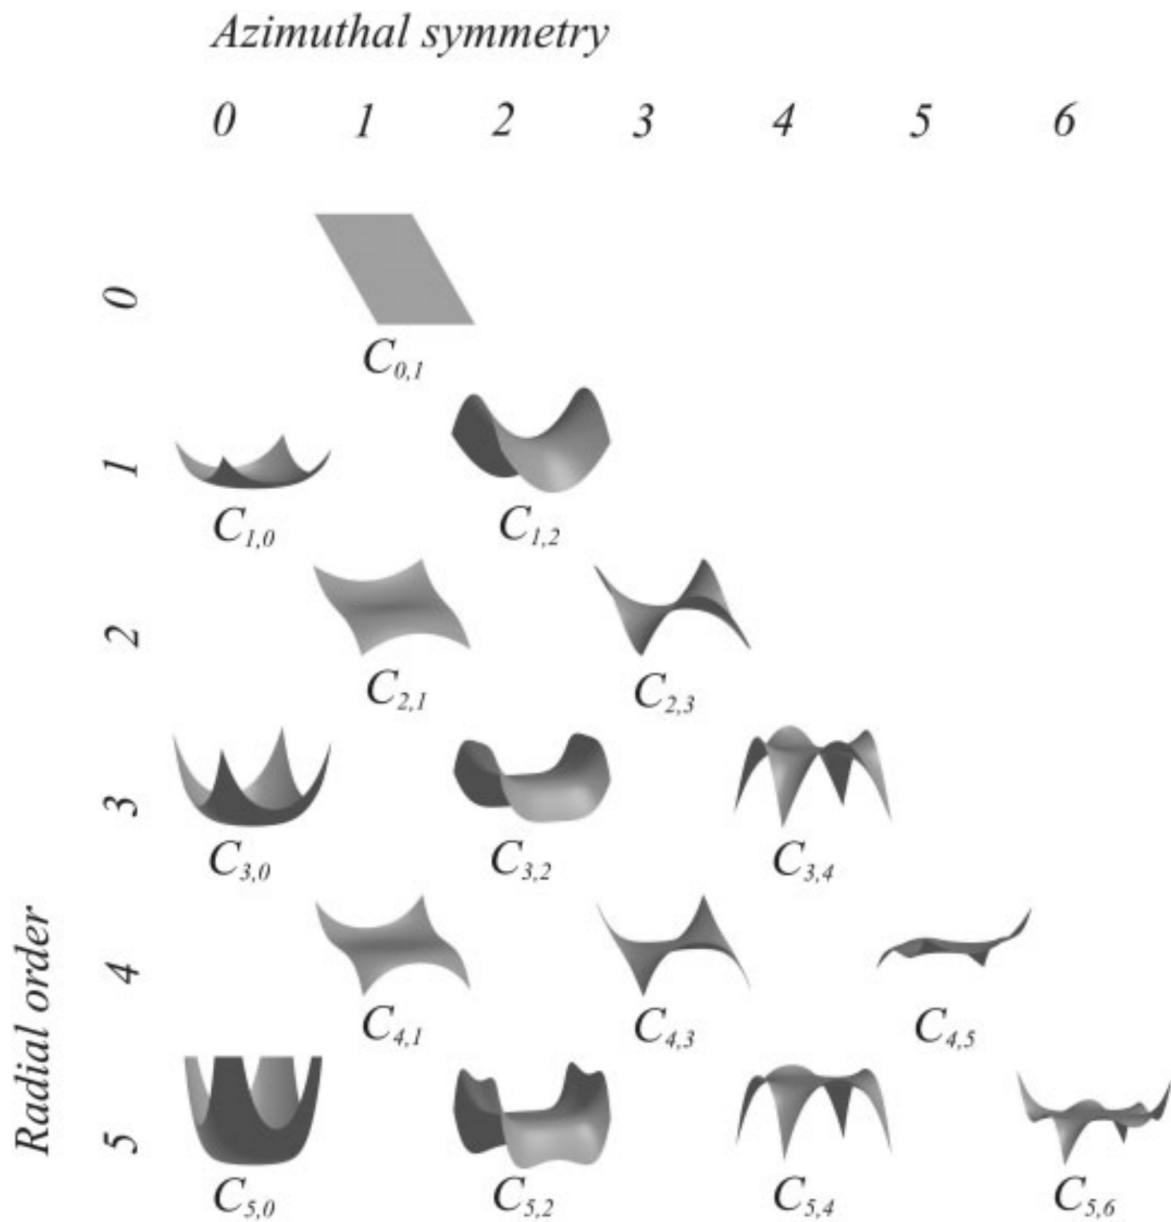 Azimuthal symmetry
0 1 2 3 4 5 6
0
C0,1
1
C1,0 C1,2
2
C2,1 C2,3
3
C3,0 C3,2 C3,4
Radial order
4
C4,1 C4,3 C4,5
5
C5,0 C5,2 C5,4 C5,6